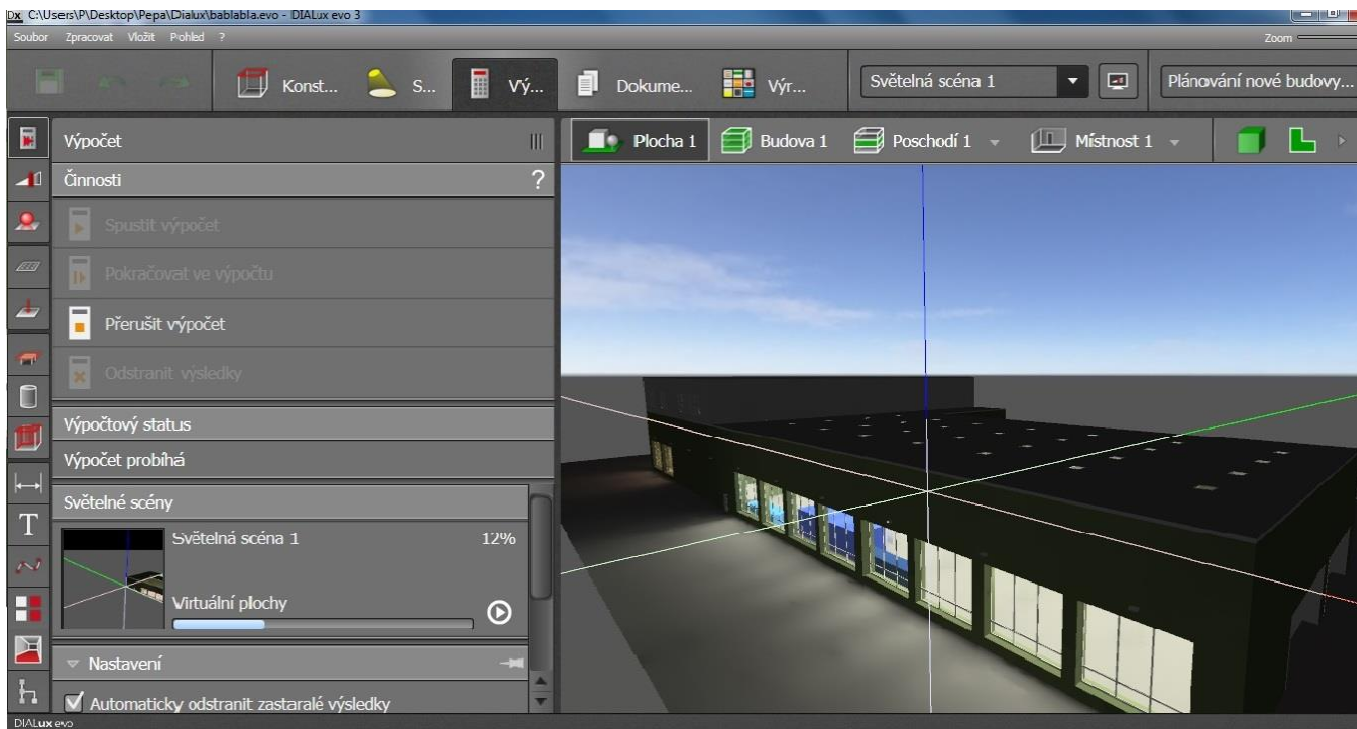 Dx C:\Users\P\Desktop\Pepa\Dialux\bablabla.evo - DIALux evo 3
Soubor Zpracovat Vložit Pohled ?
Zoom
Konst... S... Vý... Dokume... Výr... Světelná scéna 1 Plánování nové budovy...
Výpočet
Plocha 1 Budova 1 Poschodí 1 Místnost 1
Činnosti ?
Spustit výpočet
Pokračovat ve výpočtu
Přerušit výpočet
Odstranit výsledky
Výpočtový status
Výpočet probíhá
Světelné scény
Světelná scéna 1 12%
Virtuální plochy
Nastavení
Automaticky odstranit zastaralé výsledky
T
DIALux evo